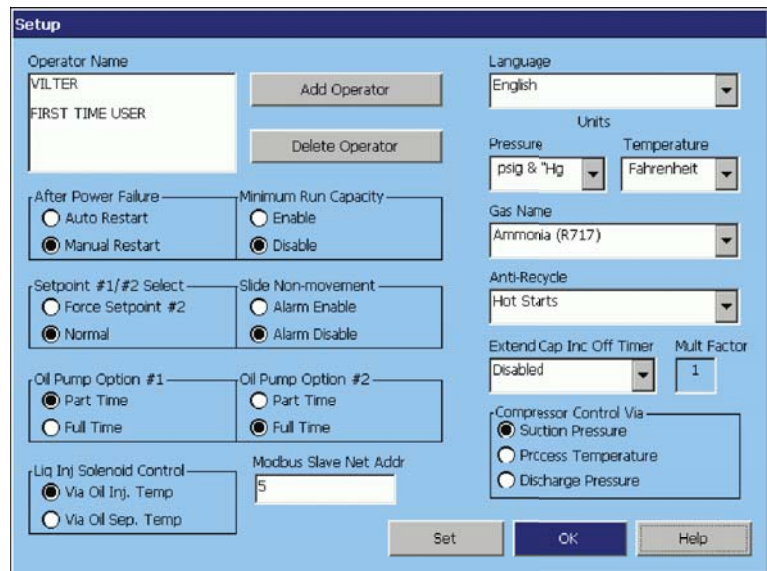 Setup
Operator Name
VILTER
FIRST TIME USER
Add Operator
Delete Operator
After Power Failure
Auto Restart
Manual Restart
Minimum Run Capacity
Enable
Disable
Setpoint #1/#2 Select
Force Setpoint #2
Normal
Slide Non-movement
Alarm Enable
Alarm Disable
Oil Pump Option #1
Part Time
Full Time
Oil Pump Option #2
Part Time
Full Time
Liq Inj Solenoid Control
Via Oil Inj. Temp
Via Oil Sep. Temp
Modbus Slave Net Addr
5
Language
English
Units
Pressure
psig & "Hg
Temperature
Fahrenheit
Gas Name
Ammonia (R717)
Anti-Recycle
Hot Starts
Extend Cap Inc Off Timer
Disabled
Mult Factor
1
Compressor Control Via
Suction Pressure
Process Temperature
Discharge Pressure
Set
OK
Help